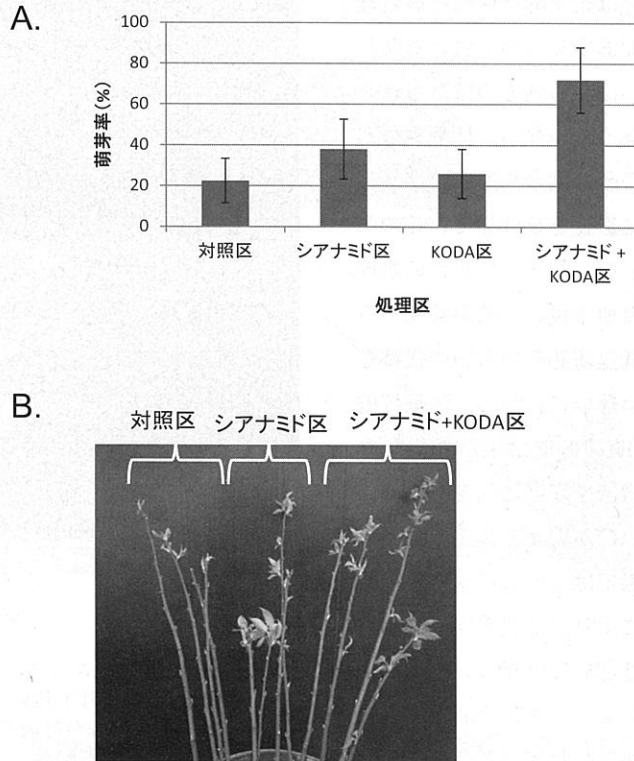 A.
萌芽率(%)
100
80
60
40
20
0
対照区
シアナミド区
KODA区
シアナミド +
KODA区
処理区
B.
対照区
シアナミド区
シアナミド+KODA区